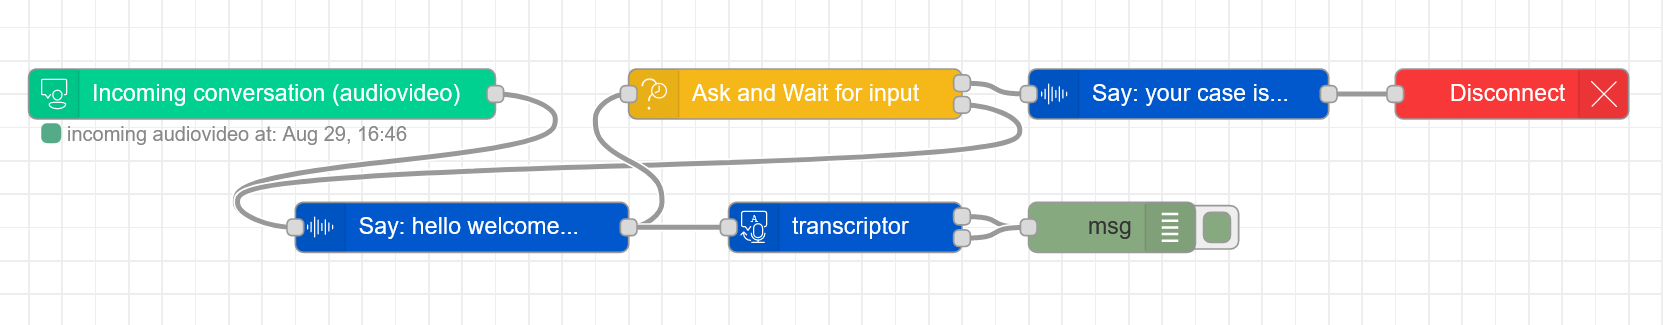 Incoming conversation (audiovideo)
incoming audiovideo at: Aug 29, 16:46
Ask and Wait for input
Say: your case is...
Disconnect
Say: hello welcome...
A
transcriptor
msg